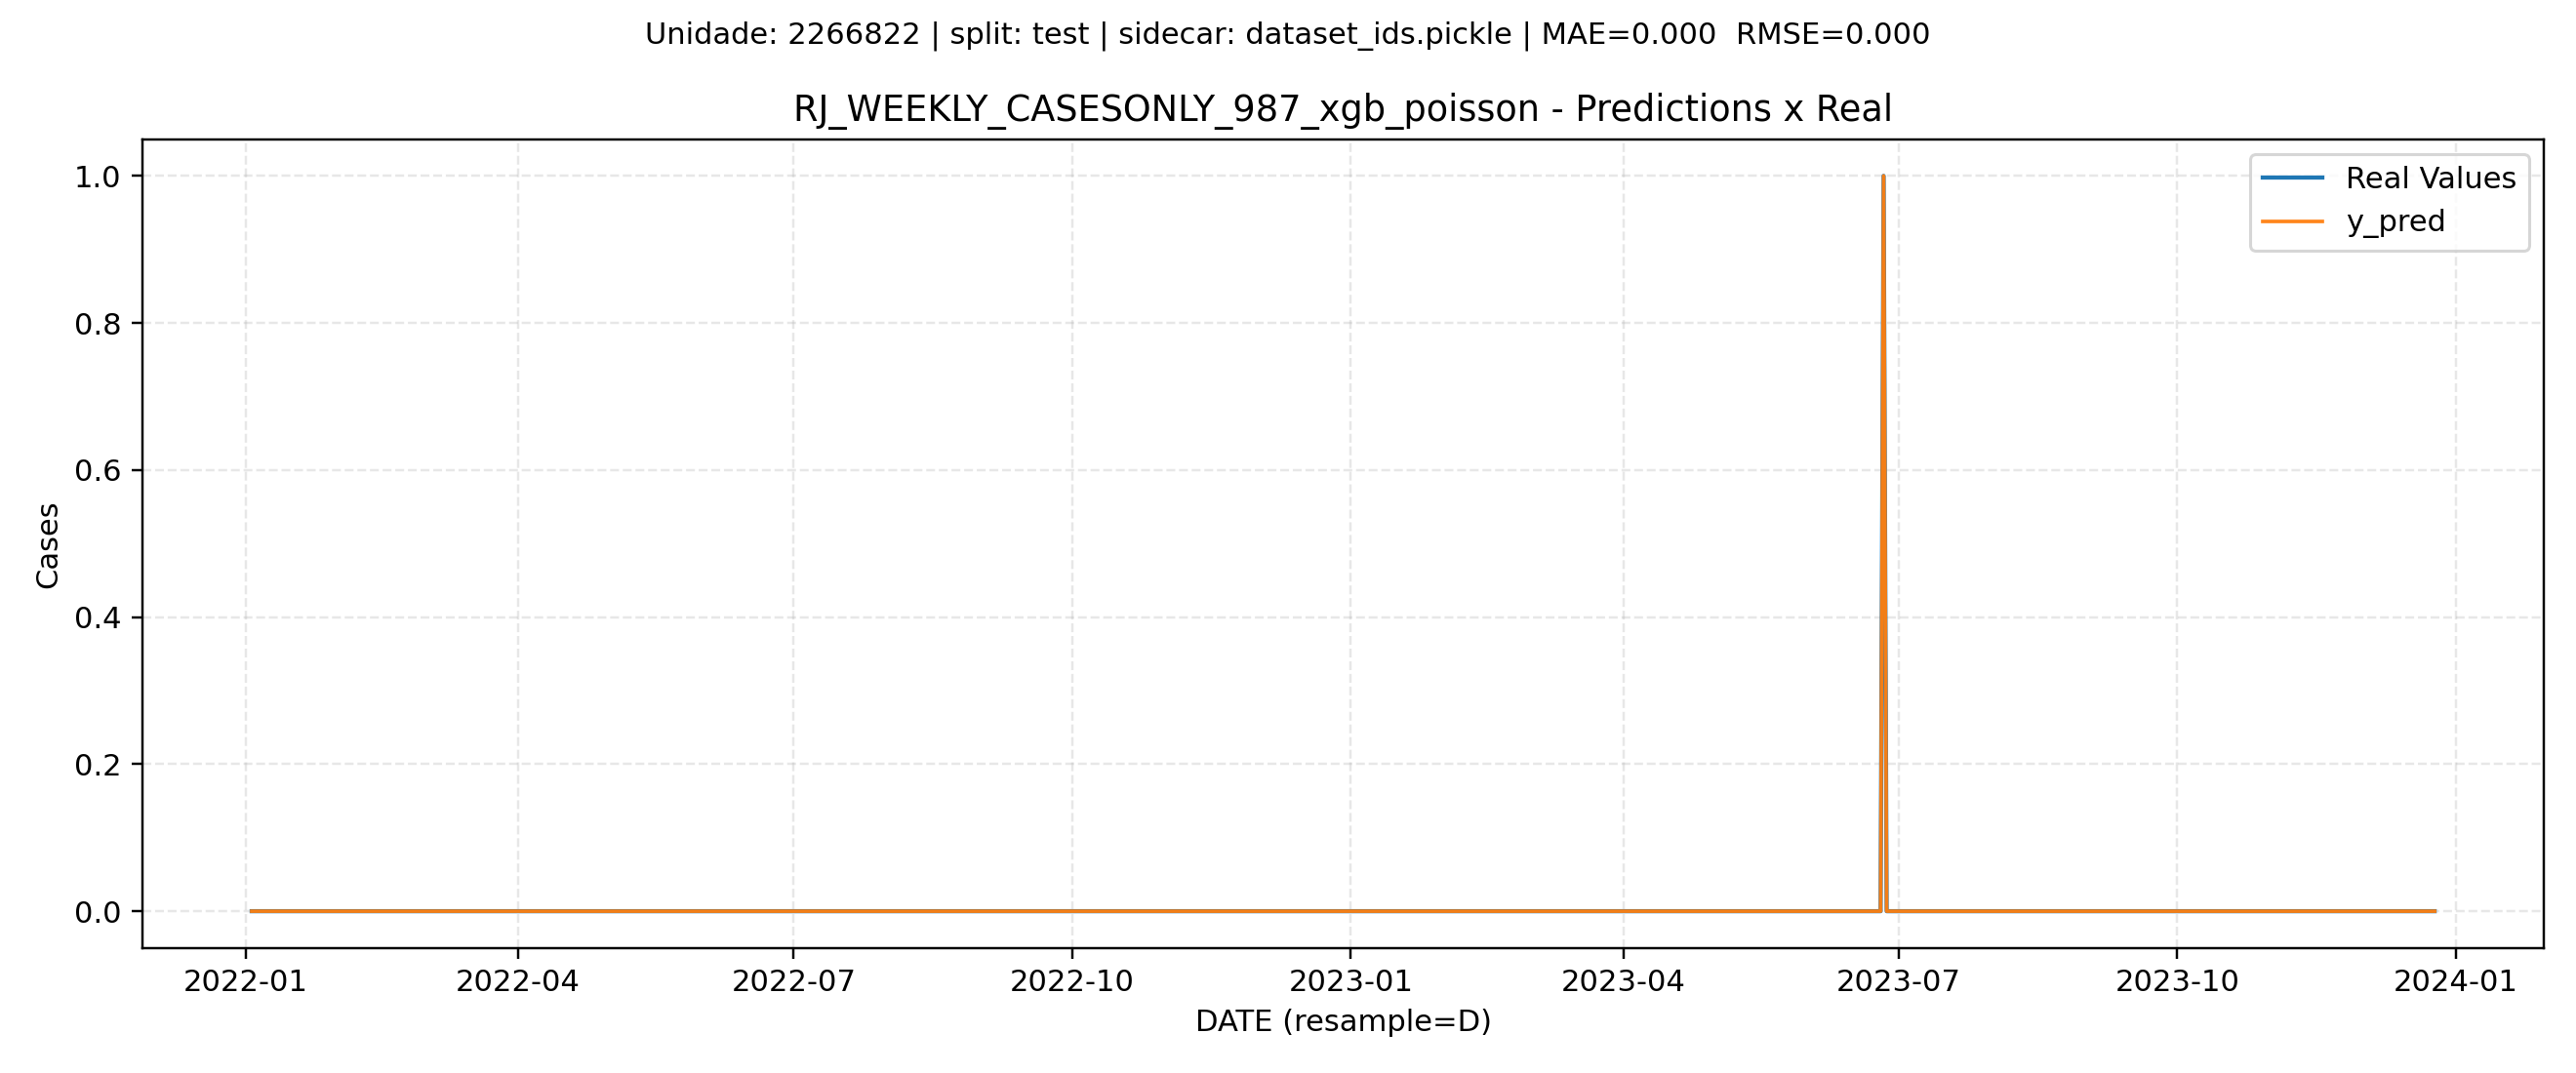 Unidade: 2266822 | split: test | sidecar: dataset_ids.pickle | MAE=0.000  RMSE=0.000
RJ_WEEKLY_CASESONLY_987_xgb_poisson - Predictions x Real
Real Values
y_pred
Cases
1.0
0.8
0.6
0.4
0.2
0.0
2022-01 2022-04 2022-07 2022-10 2023-01 2023-04 2023-07 2023-10 2024-01
DATE (resample=D)